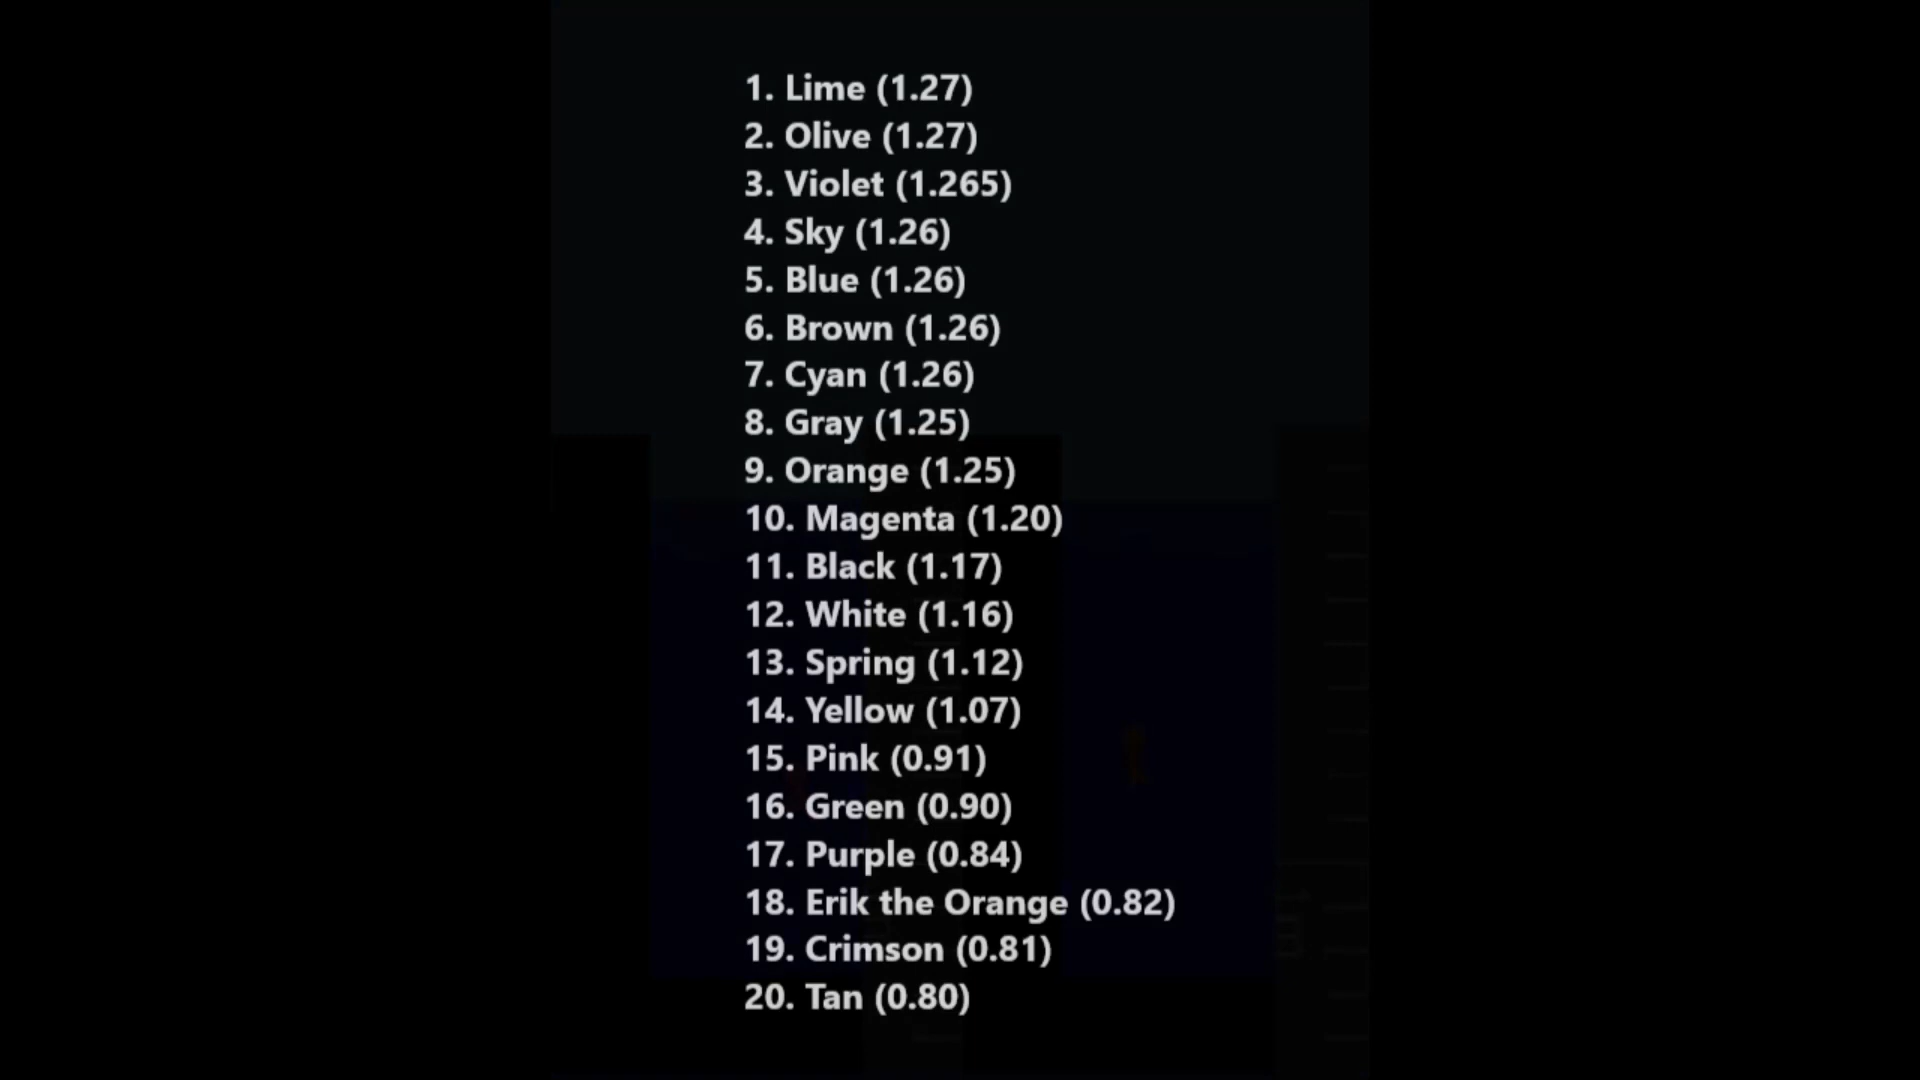 1. Lime (1.27)
2. Olive (1.27)
3. Violet (1.265)
4. Sky (1.26)
5. Blue (1.26)
6. Brown (1.26)
7. Cyan (1.26)
8. Gray (1.25)
9. Orange (1.25)
10. Magenta (1.20)
11. Black (1.17)
12. White (1.16)
13. Spring (1.12)
14. Yellow (1.07)
15. Pink (0.91)
16. Green (0.90)
17. Purple (0.84)
18. Erik the Orange (0.82)
19. Crimson (0.81)
20. Tan (0.80)